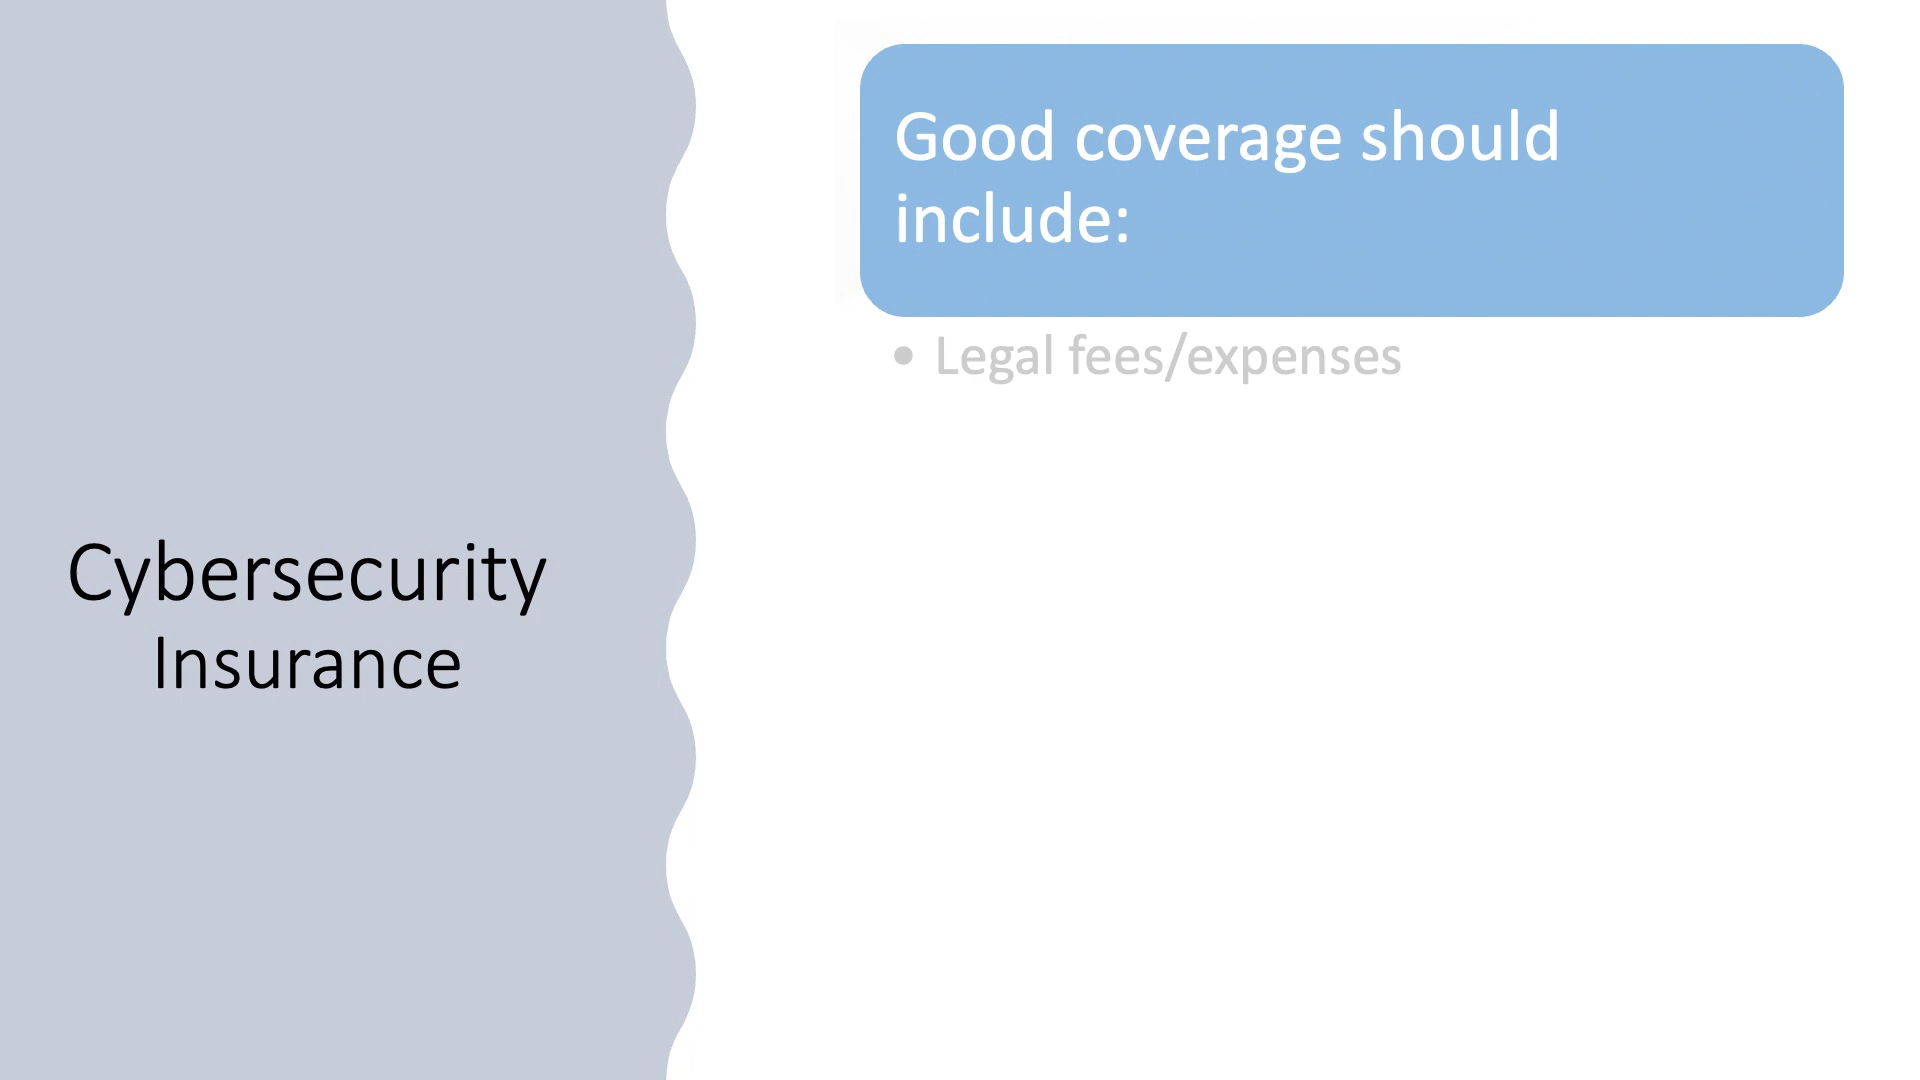 Cybersecurity
Insurance
Good coverage should
include:
• Legal fees/expenses